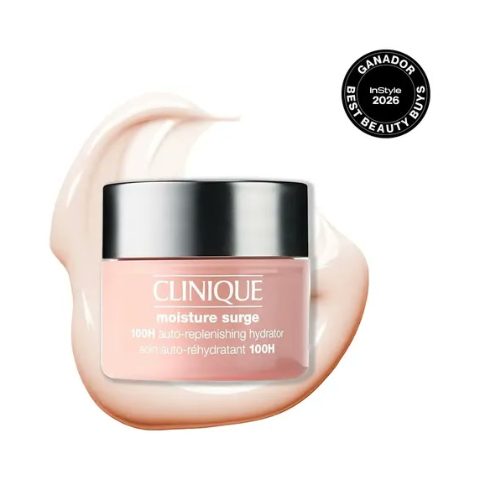 GANADOR
InStyle
2026
BEST BEAUTY BUYS
CLINIQUE
moisture surge
100H auto-replenishing hydrator
soin auto-réhydratant 100H